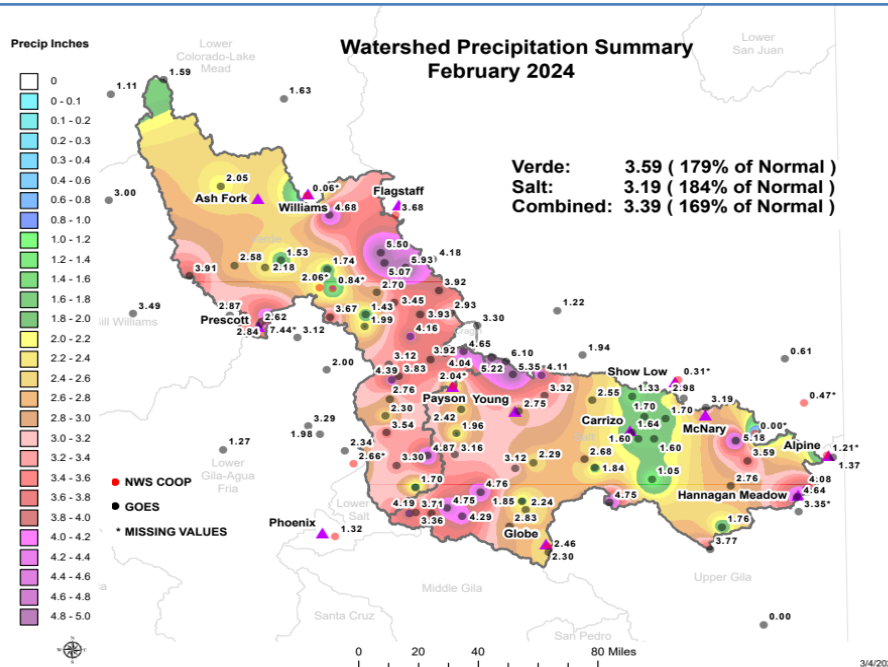 Watershed Precipitation Summary
February 2024
Precip Inches
0
0 - 0.1
0.1 - 0.2
0.2 - 0.3
0.3 - 0.4
0.4 - 0.6
0.6 - 0.8
0.8 - 1.0
1.0 - 1.2
1.2 - 1.4
1.4 - 1.6
1.6 - 1.8
1.8 - 2.0
2.0 - 2.2
2.2 - 2.4
2.4 - 2.6
2.6 - 2.8
2.8 - 3.0
3.0 - 3.2
3.2 - 3.4
3.4 - 3.6
3.6 - 3.8
3.8 - 4.0
4.0 - 4.2
4.2 - 4.4
4.4 - 4.6
4.6 - 4.8
4.8 - 5.0
Verde: 3.59 ( 179% of Normal )
Salt: 3.19 ( 184% of Normal )
Combined: 3.39 ( 169% of Normal )
Lower
Colorado-Lake
Mead
Lower
San Juan
1.11
1.59
1.63
3.00
2.05
Ash Fork
0.06*
Williams
4.68
Flagstaff
3.68
5.50
5.93
4.18
5.07
Verde
1.53
2.58
2.18
1.74
3.91
2.06*
0.84*
2.70
3.92
3.49
2.87
Prescott
2.62
2.84
7.44*
3.12
3.67
1.43
1.99
3.45
3.93
2.93
4.16
3.30
1.22
ill Williams
2.00
3.12
3.92
4.65
4.04
6.10
5.22
5.35
4.11
1.94
0.61
4.39
3.83
2.04*
Payson
Young
2.75
3.32
2.76
2.30
2.42
1.96
3.54
Show Low
0.31*
2.55
1.33
2.98
3.19
0.47*
1.70
1.70
Carrizo
1.60
1.60
McNary
0.00*
5.18
Alpine
1.21*
1.37
3.59
3.29
1.98
1.27
2.34
2.66*
Lower
Gila-Agua
Fria
4.87
3.16
3.30
3.12
2.29
2.68
1.84
1.64
1.05
2.76
Hannagan Meadow
4.08
4.64
3.35*
1.70
4.76
4.75
4.19
3.71
4.75
1.85
2.24
3.36
4.29
2.83
Globe
2.46
2.30
1.76
3.77
NWS COOP
GOES
* MISSING VALUES
Lower
Salt
Phoenix
1.32
Middle Gila
Upper Gila
Santa Cruz
San Pedro
0.00
0 20 40 80 Miles